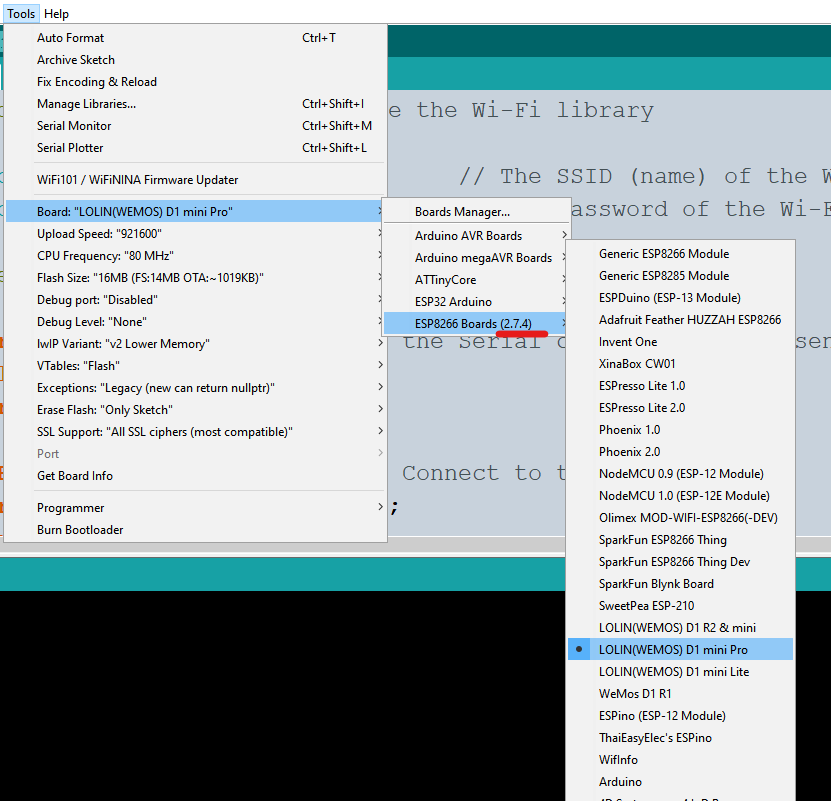 Tools Help
Auto Format Ctrl+T
Archive Sketch
Fix Encoding & Reload
Manage Libraries... Ctrl+Shift+I
Serial Monitor Ctrl+Shift+M
Serial Plotter Ctrl+Shift+L
WiFi101 / WiFiNINA Firmware Updater
Board: "LOLIN(WEMOS) D1 mini Pro"
Upload Speed: "921600"
CPU Frequency: "80 MHz"
Flash Size: "16MB (FS:14MB OTA:~1019KB)"
Debug port: "Disabled"
Debug Level: "None"
lwIP Variant: "v2 Lower Memory"
VTables: "Flash"
Exceptions: "Legacy (new can return nullptr)"
Erase Flash: "Only Sketch"
SSL Support: "All SSL ciphers (most compatible)"
Port
Get Board Info
Programmer
Burn Bootloader
e the Wi-Fi library
// The SSID (name) of the W
assword of the Wi-F
the Serial
Connect to t
;
Boards Manager...
Arduino AVR Boards
Arduino megaAVR Boards
ATTinyCore
ESP32 Arduino
ESP8266 Boards (2.7.4)
Generic ESP8266 Module
Generic ESP8285 Module
ESPDuino (ESP-13 Module)
Adafruit Feather HUZZAH ESP8266
Invent One
XinaBox CW01
ESPresso Lite 1.0
ESPresso Lite 2.0
Phoenix 1.0
Phoenix 2.0
NodeMCU 0.9 (ESP-12 Module)
NodeMCU 1.0 (ESP-12E Module)
Olimex MOD-WIFI-ESP8266(-DEV)
SparkFun ESP8266 Thing
SparkFun ESP8266 Thing Dev
SparkFun Blynk Board
SweetPea ESP-210
LOLIN(WEMOS) D1 R2 & mini
LOLIN(WEMOS) D1 mini Pro
LOLIN(WEMOS) D1 mini Lite
WeMos D1 R1
ESPino (ESP-12 Module)
ThaiEasyElec's ESPino
WifInfo
Arduino